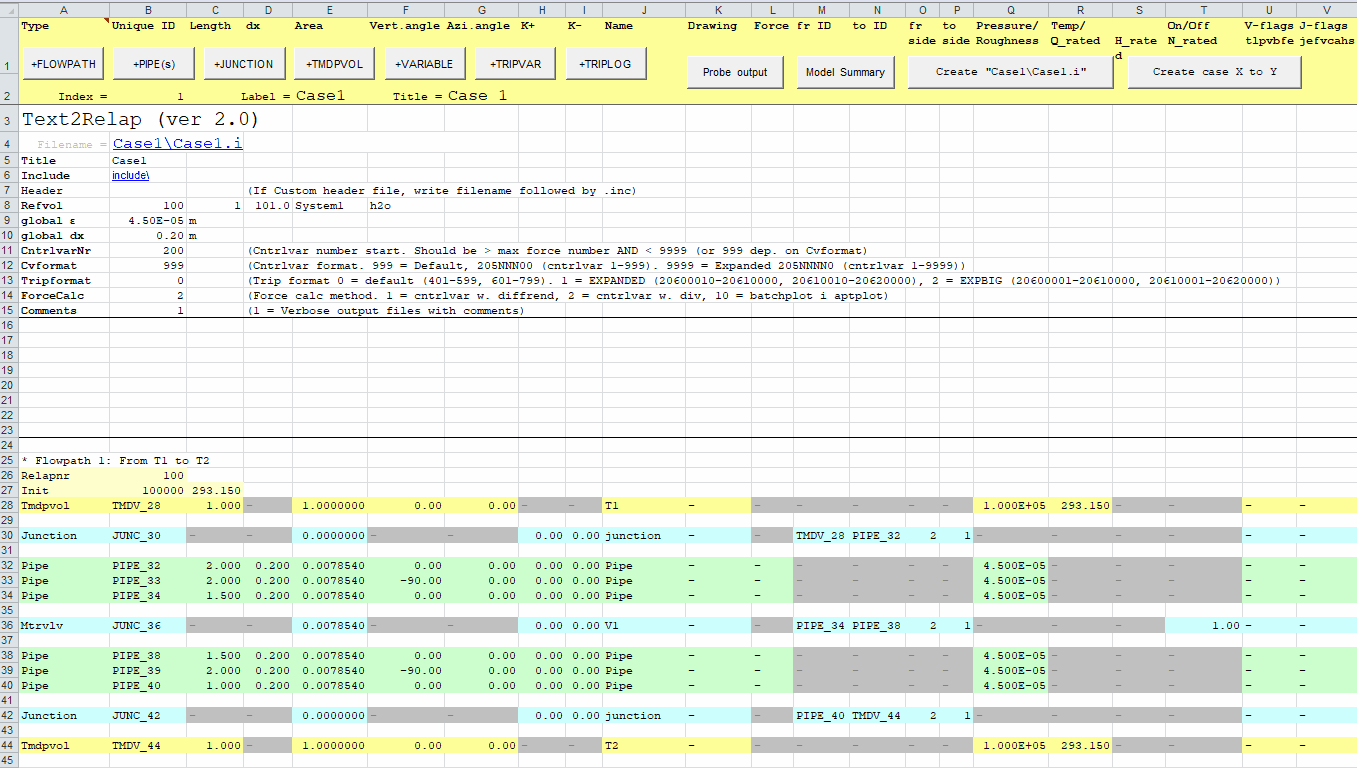 A B C D E F G H I J K L M N O P Q R S T U V
Type Unique ID Length dx Area Vert.angle Azi.angle K+ K- Name Drawing Force fr ID to ID fr side to side Pressure/ Roughness Temp/ Q_rated H_rated On/Off N_rated V-flags tlpvbfe J-flags jefvcahs
1 +FLOWPATH +PIPE(s) +JUNCTION +TMDPVOL +VARIABLE +TRIPVAR +TRIPLOG Probe output Model Summary Create "Case1\Case1.i" Create case X to Y
2 Index = 1 Label = Case1 Title = Case 1
3 Text2Relap (ver 2.0)
4 Filename = Case1\Case1.i
5 Title Case1
6 Include include\
7 Header (If Custom header file, write filename followed by .inc)
8 Refvol 100 1 101.0 System1 h2o
9 global ε 4.50E-05 m
10 global dx 0.20 m
11 CntrlvarNr 200 (Cntrlvar number start. Should be > max force number AND < 9999 (or 999 dep. on Cvformat)
12 Cvformat 999 (Cntrlvar format. 999 = Default, 205NNN00 (cntrlvar 1-999). 9999 = Expanded 205NNNN0 (cntrlvar 1-9999))
13 Tripformat 0 (Trip format 0 = default (401-599, 601-799). 1 = EXPANDED (20600010-20610000, 20610010-20620000), 2 = EXPBIG (20600001-20610000, 20610001-20620000))
14 ForceCalc 2 (Force calc method. 1 = cntrlvar w. diffrend, 2 = cntrlvar w. div, 10 = batchplot i aptplot)
15 Comments 1 (1 = Verbose output files with comments)
16
17
18
19
20
21
22
23
24
25 * Flowpath 1: From T1 to T2
26 Relapnr 100
27 Init 100000 293.150
28 Tmdpvol TMDV_28 1.000 - 1.0000000 0.00 0.00 - - T1 - - - - - - 1.000E+05 293.150 - - - -
29
30 Junction JUNC_30 - - 0.0000000 - - 0.00 0.00 junction - - TMDV_28 PIPE_32 2 1 - - - - - -
31
32 Pipe PIPE_32 2.000 0.200 0.0078540 0.00 0.00 0.00 0.00 Pipe - - - - - - 4.500E-05 - - - - -
33 Pipe PIPE_33 2.000 0.200 0.0078540 -90.00 0.00 0.00 0.00 Pipe - - - - - - 4.500E-05 - - - - -
34 Pipe PIPE_34 1.500 0.200 0.0078540 0.00 0.00 0.00 0.00 Pipe - - - - - - 4.500E-05 - - - - -
35
36 Mtrvlv JUNC_36 - - 0.0078540 - - 0.00 0.00 V1 - - PIPE_34 PIPE_38 2 1 - - - 1.00 - -
37
38 Pipe PIPE_38 1.500 0.200 0.0078540 0.00 0.00 0.00 0.00 Pipe - - - - - - 4.500E-05 - - - - -
39 Pipe PIPE_39 2.000 0.200 0.0078540 -90.00 0.00 0.00 0.00 Pipe - - - - - - 4.500E-05 - - - - -
40 Pipe PIPE_40 1.000 0.200 0.0078540 0.00 0.00 0.00 0.00 Pipe - - - - - - 4.500E-05 - - - - -
41
42 Junction JUNC_42 - - 0.0000000 - - 0.00 0.00 junction - - PIPE_40 TMDV_44 2 1 - - - - - -
43
44 Tmdpvol TMDV_44 1.000 - 1.0000000 0.00 0.00 - - T2 - - - - - - 1.000E+05 293.150 - - - -
45